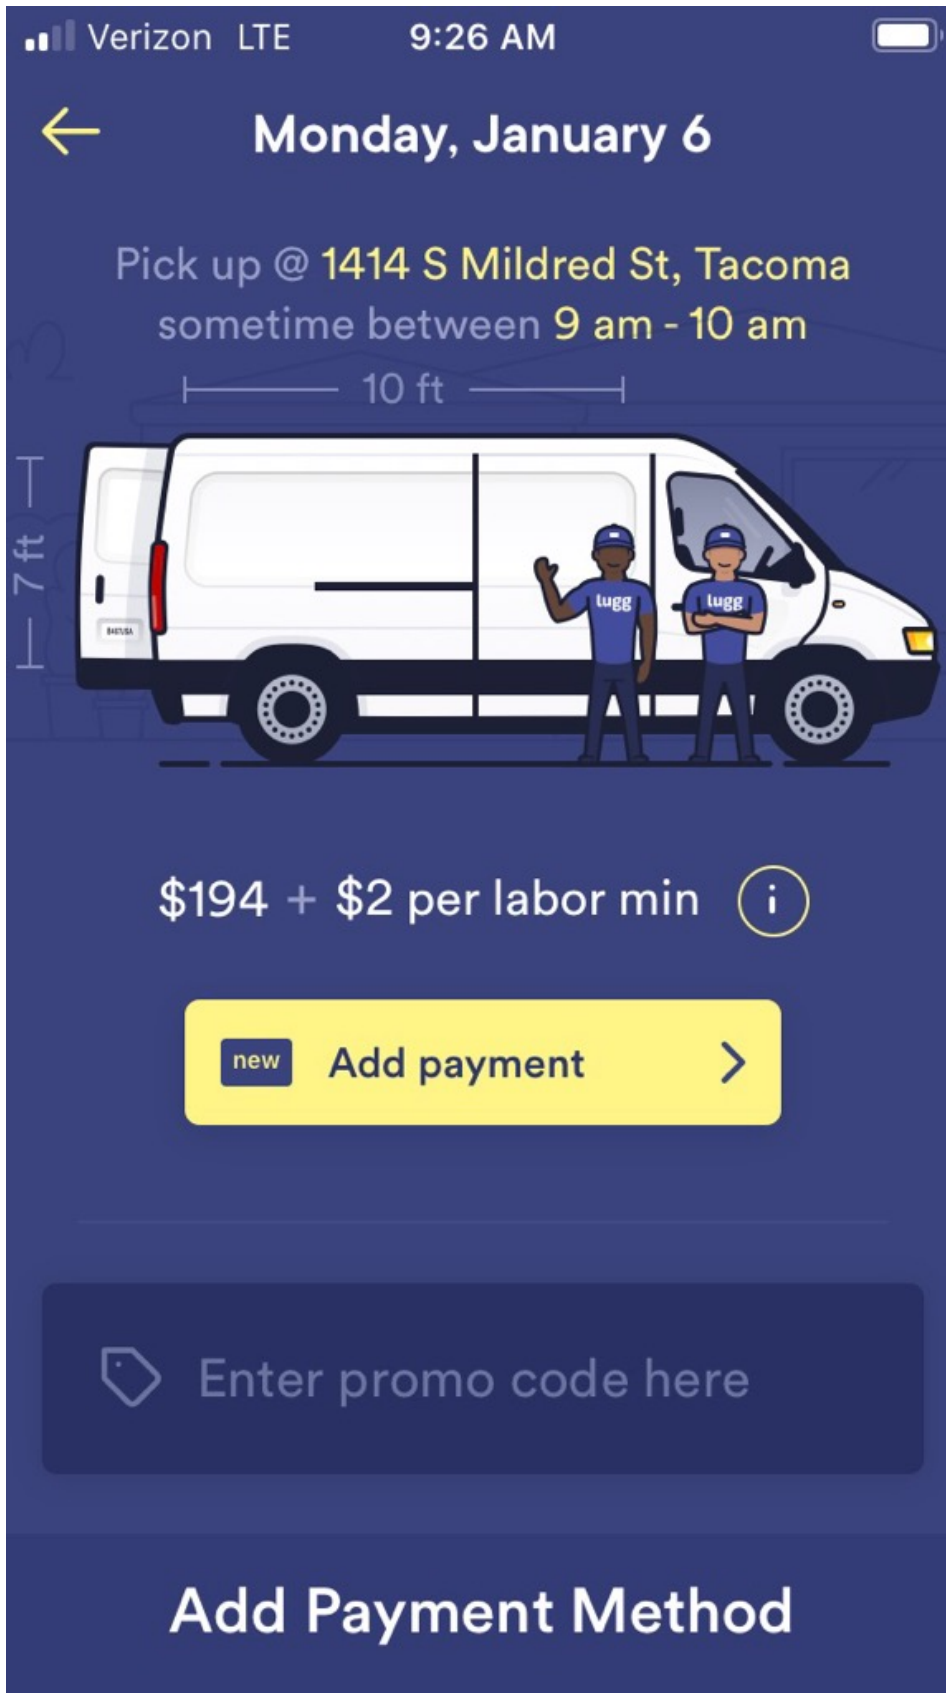 Verizon LTE 9:26 AM
Monday, January 6
Pick up @ 1414 S Mildred St, Tacoma
sometime between 9 am - 10 am
10 ft
7 ft
lugg lugg
$194 + $2 per labor min i
new Add payment
Enter promo code here
Add Payment Method